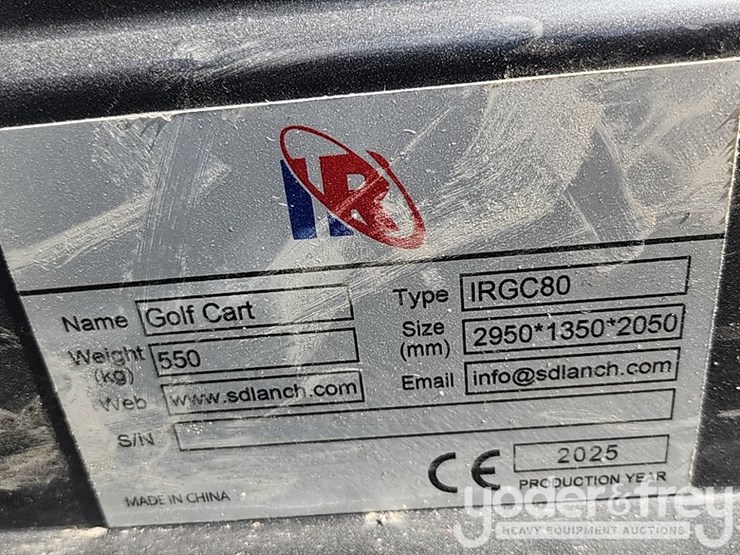 IR
Name Golf Cart Type IRGC80
Weight (kg) 550 Size (mm) 2950*1350*2050
Web www.sdlanch.com Email info@sdlanch.com
S/N
CE 2025
PRODUCTION YEAR
MADE IN CHINA
yoder&frey
HEAVY EQUIPMENT AUCTIONS